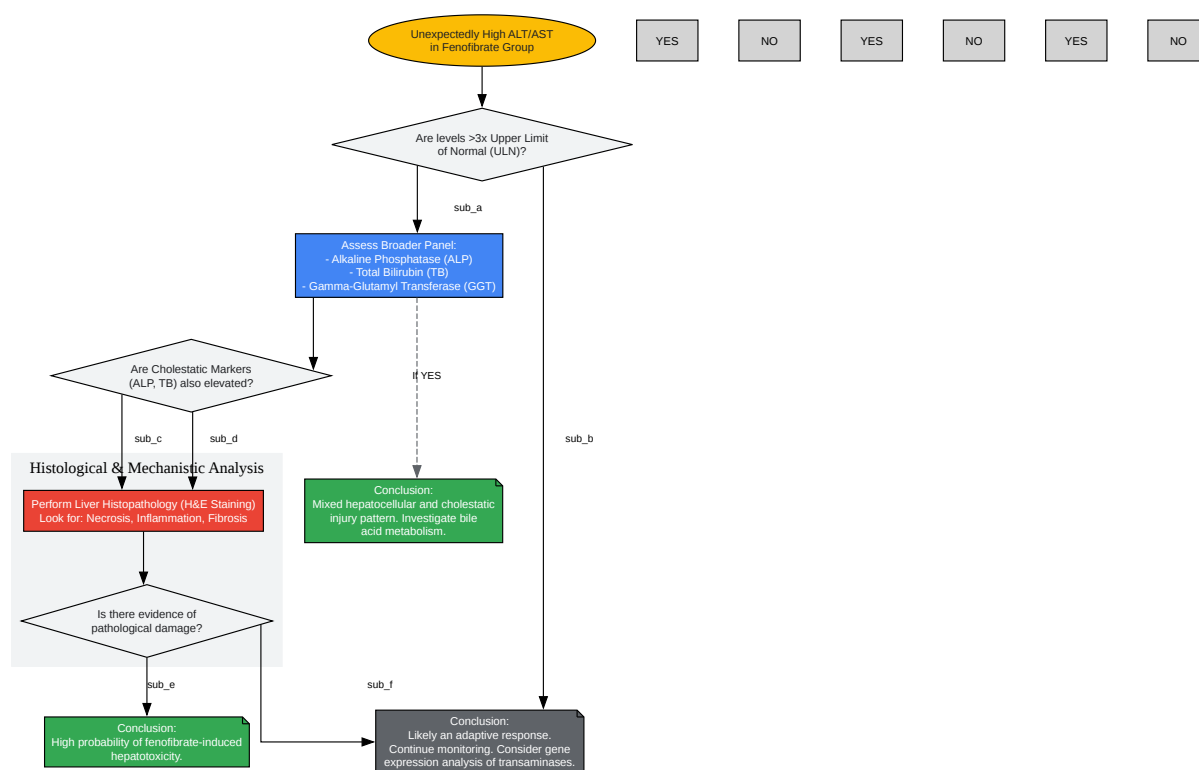 Unexpectedly High ALT/AST
in Fenofibrate Group
YES
NO
YES
NO
YES
NO
Are levels >3x Upper Limit
of Normal (ULN)?
sub_a
Assess Broader Panel:
- Alkaline Phosphatase (ALP)
- Total Bilirubin (TB)
- Gamma-Glutamyl Transferase (GGT)
Are Cholestatic Markers
(ALP, TB) also elevated?
If YES
sub_c
sub_d
sub_b
Histological & Mechanistic Analysis
Perform Liver Histopathology (H&E Staining)
Look for: Necrosis, Inflammation, Fibrosis
Conclusion:
Mixed hepatocellular and cholestatic
injury pattern. Investigate bile
acid metabolism.
Is there evidence of
pathological damage?
sub_e
sub_f
Conclusion:
High probability of fenofibrate-induced
hepatotoxicity.
Conclusion:
Likely an adaptive response.
Continue monitoring. Consider gene
expression analysis of transaminases.